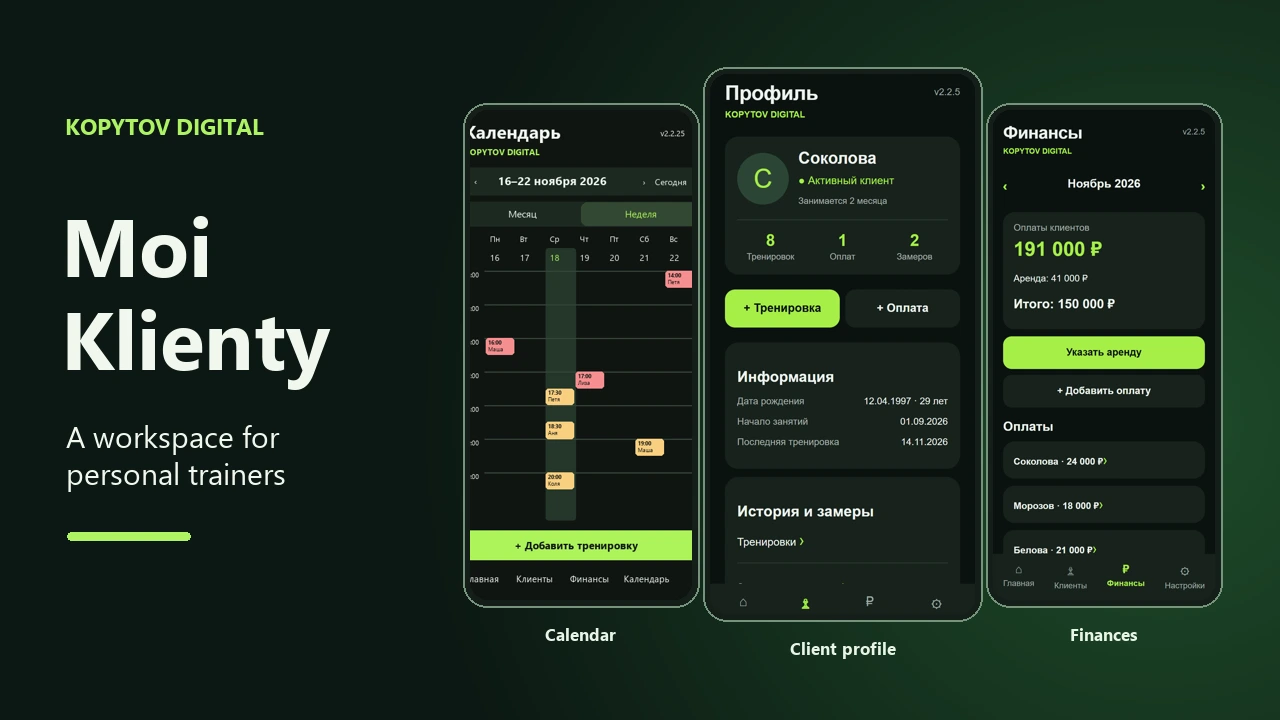 KOPYTOV DIGITAL
Moi
Klienty
A workspace for
personal trainers
Календарь
v2.2.25
OPYTOV DIGITAL
‹ 16–22 ноября 2026 › Сегодня
Месяц Неделя
Пн Вт Ср Чт Пт Сб Вс
16 17 18 19 20 21 22
:00
14:00
Петя
:00
:00
16:00
Маша
:00
17:00
Лиза
17:30
Петя
:00
18:30
Аня
:00
19:00
Маша
:00
20:00
Коля
+ Добавить тренировку
лавная Клиенты Финансы Календарь
Calendar
Профиль
v2.2.5
KOPYTOV DIGITAL
С
Соколова
● Активный клиент
Занимается 2 месяца
8 1 2
Тренировок Оплат Замеров
+ Тренировка + Оплата
Информация
Дата рождения 12.04.1997 · 29 лет
Начало занятий 01.09.2026
Последняя тренировка 14.11.2026
История и замеры
Тренировки ›
₽
Client profile
Финансы
v2.2.5
KOPYTOV DIGITAL
‹ Ноябрь 2026 ›
Оплаты клиентов
191 000 ₽
Аренда: 41 000 ₽
Итого: 150 000 ₽
Указать аренду
+ Добавить оплату
Оплаты
Соколова · 24 000 ₽›
Морозов · 18 000 ₽›
Белова · 21 000 ₽›
₽
Главная Клиенты Финансы Настройки
Finances